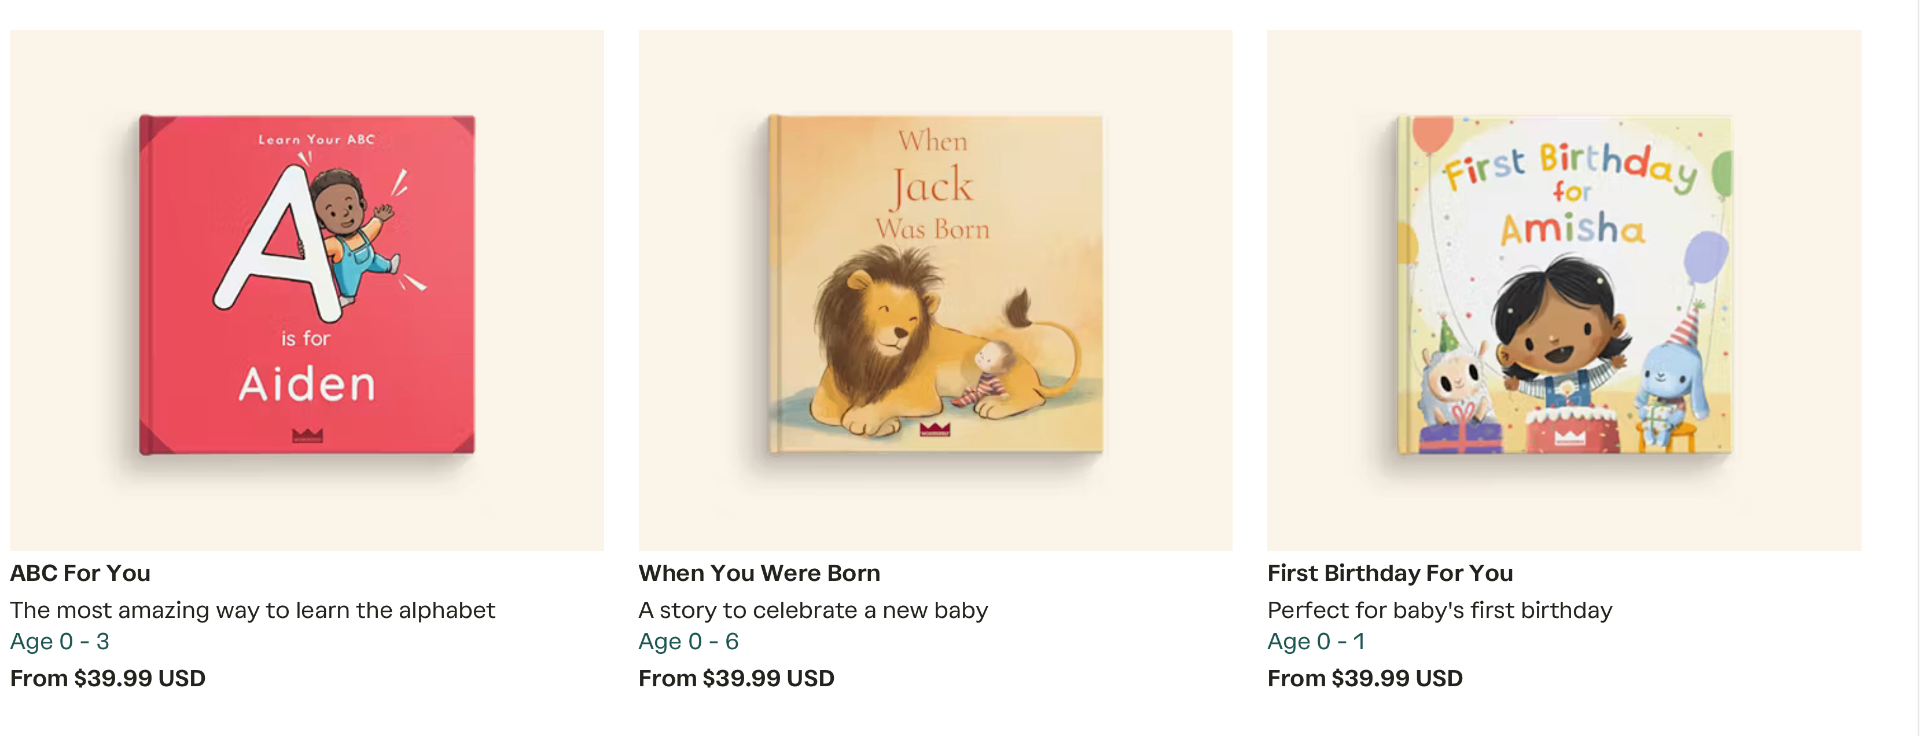 Learn Your ABC
A
is for
Aiden
When
Jack
Was Born
First Birthday
for
Amisha
ABC For You
The most amazing way to learn the alphabet
Age 0 - 3
From $39.99 USD
When You Were Born
A story to celebrate a new baby
Age 0 - 6
From $39.99 USD
First Birthday For You
Perfect for baby's first birthday
Age 0 - 1
From $39.99 USD